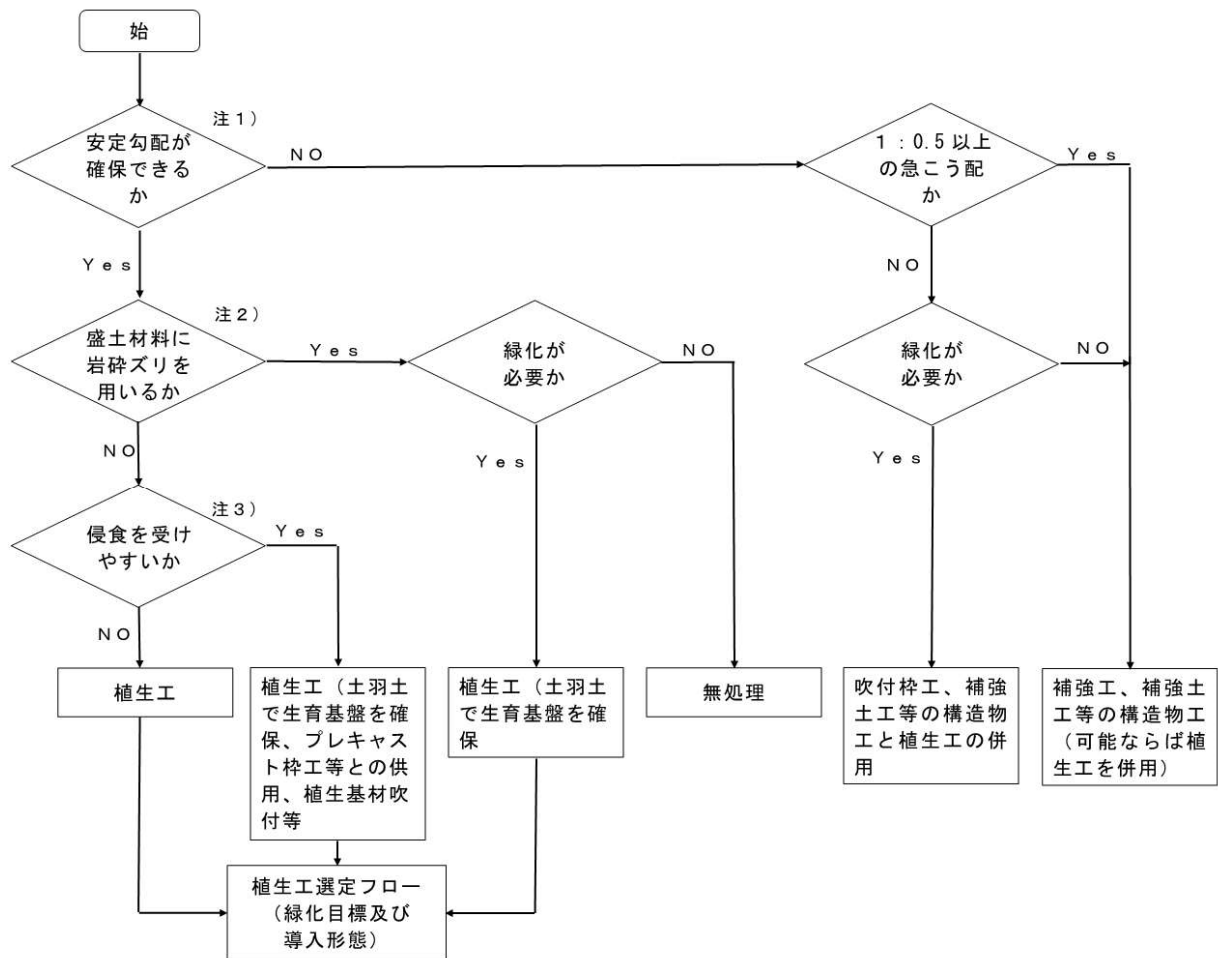 始
注1)
安定勾配が
確保できる
か
NO
1:0.5以上
の急こう配
か
Yes
Yes
NO
注2)
盛土材料に
岩砕ズリを
用いるか
Yes
緑化が
必要か
NO
緑化が
必要か
NO
NO
Yes
Yes
注3)
侵食を受け
やすいか
Yes
NO
植生工
植生工(土羽土
で生育基盤を確
保、プレキャス
ト枠工等との供
用、植生基材吹
付等
植生工(土羽土
で生育基盤を確
保
無処理
吹付枠工、補強
土工等の構造物
工と植生工の併
用
補強工、補強土
工等の構造物工
(可能ならば植
生工を併用)
植生工選定フロー
(緑化目標及び
導入形態)